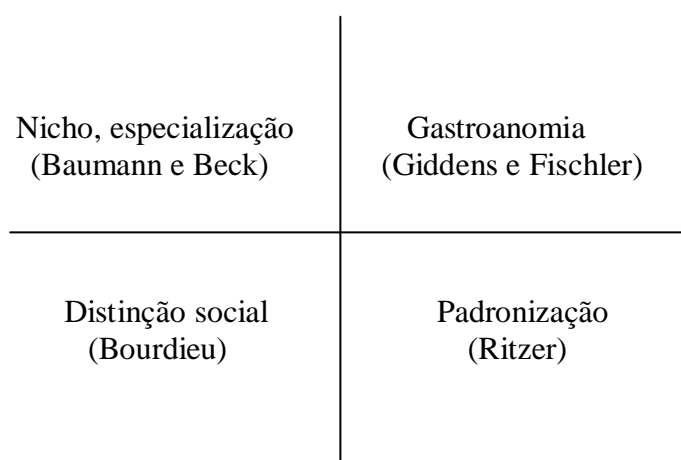 Nicho, especialização
(Baumann e Beck)
Gastroanomia
(Giddens e Fischler)
Distinção social
(Bourdieu)
Padronização
(Ritzer)